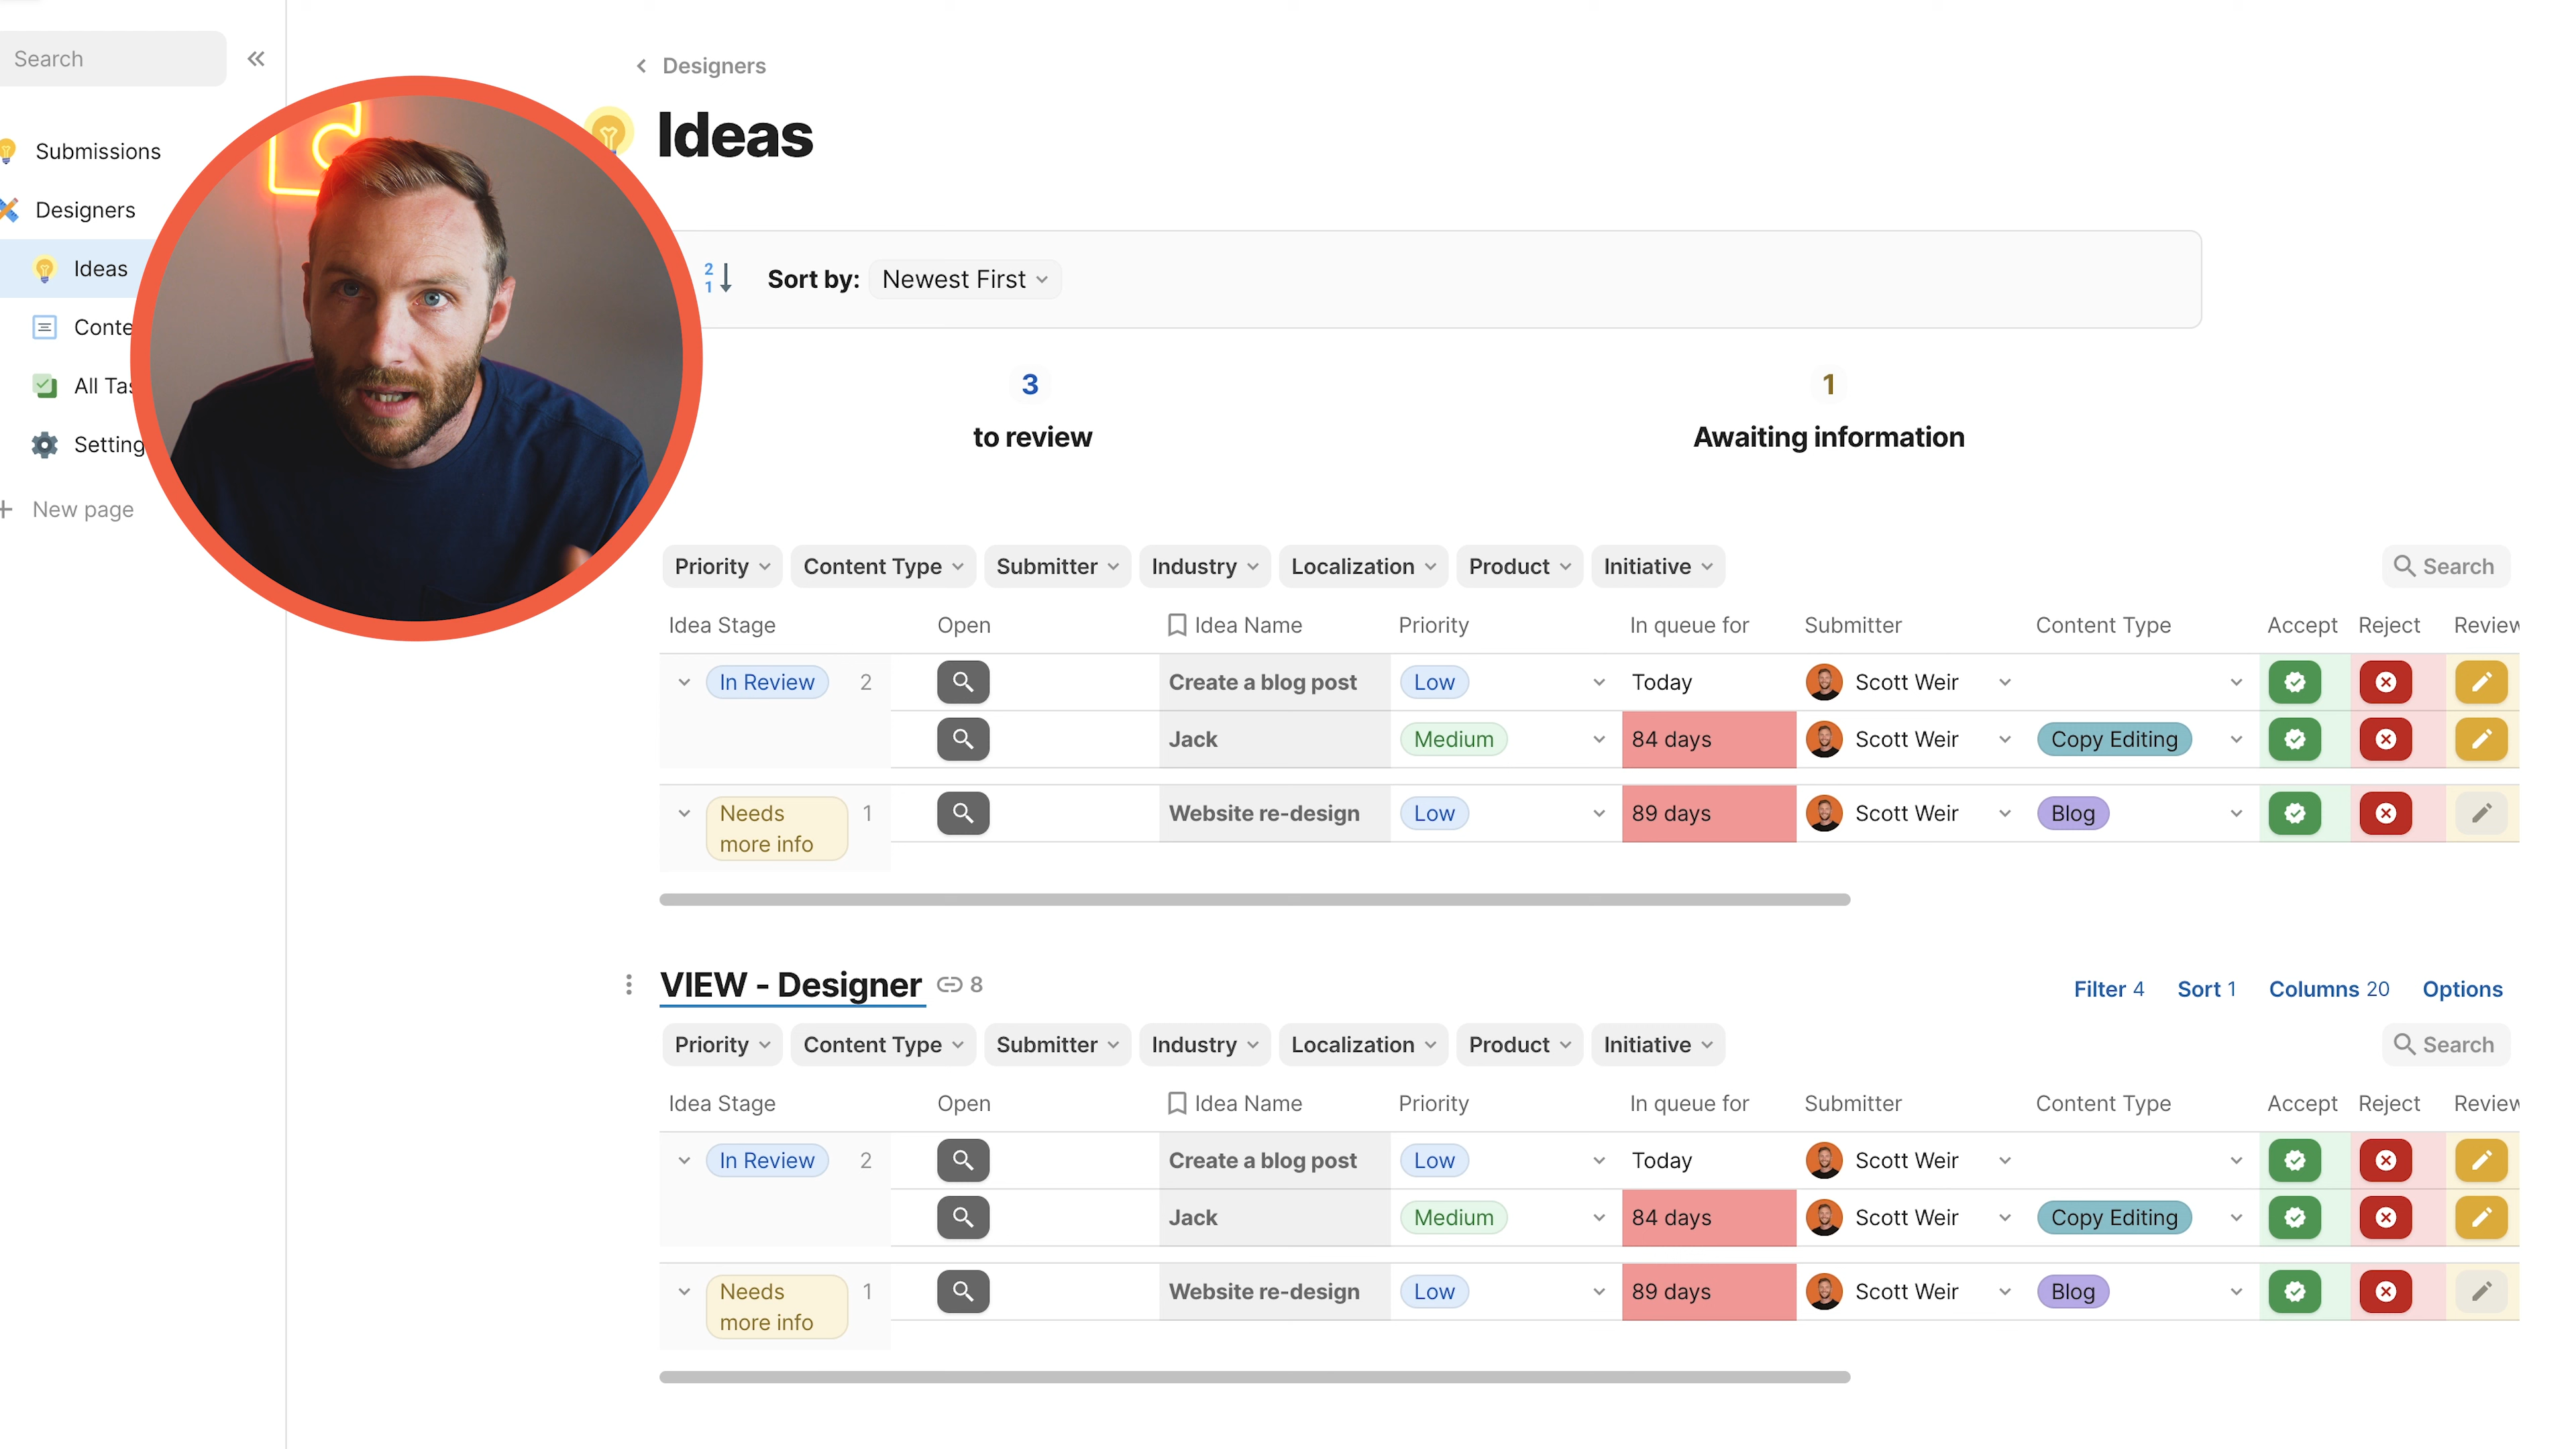 Search
Submissions
Designers
Ideas
Conte
All Tas
Setting
New page
Designers
Ideas
Sort by: Newest First
3
to review
1
Awaiting information
Priority Content Type Submitter Industry Localization Product Initiative Search
Idea Stage Open Idea Name Priority In queue for Submitter Content Type Accept Reject Review
In Review 2 Create a blog post Low Today Scott Weir
Jack Medium 84 days Scott Weir Copy Editing
Needs more info 1 Website re-design Low 89 days Scott Weir Blog
VIEW - Designer 8 Filter 4 Sort 1 Columns 20 Options
Priority Content Type Submitter Industry Localization Product Initiative Search
Idea Stage Open Idea Name Priority In queue for Submitter Content Type Accept Reject Review
In Review 2 Create a blog post Low Today Scott Weir
Jack Medium 84 days Scott Weir Copy Editing
Needs more info 1 Website re-design Low 89 days Scott Weir Blog